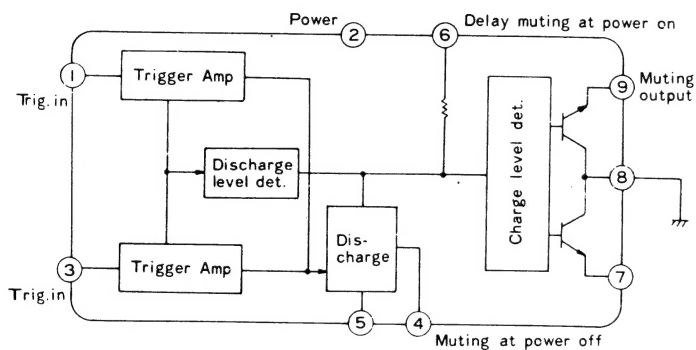 Power
2
6
Delay muting at power on
1
Trigger Amp
9
Muting
output
Trig. in
Charge level det.
Discharge
level det.
8
Dis-
charge
3
Trigger Amp
7
Trig. in
5
4
Muting at power off